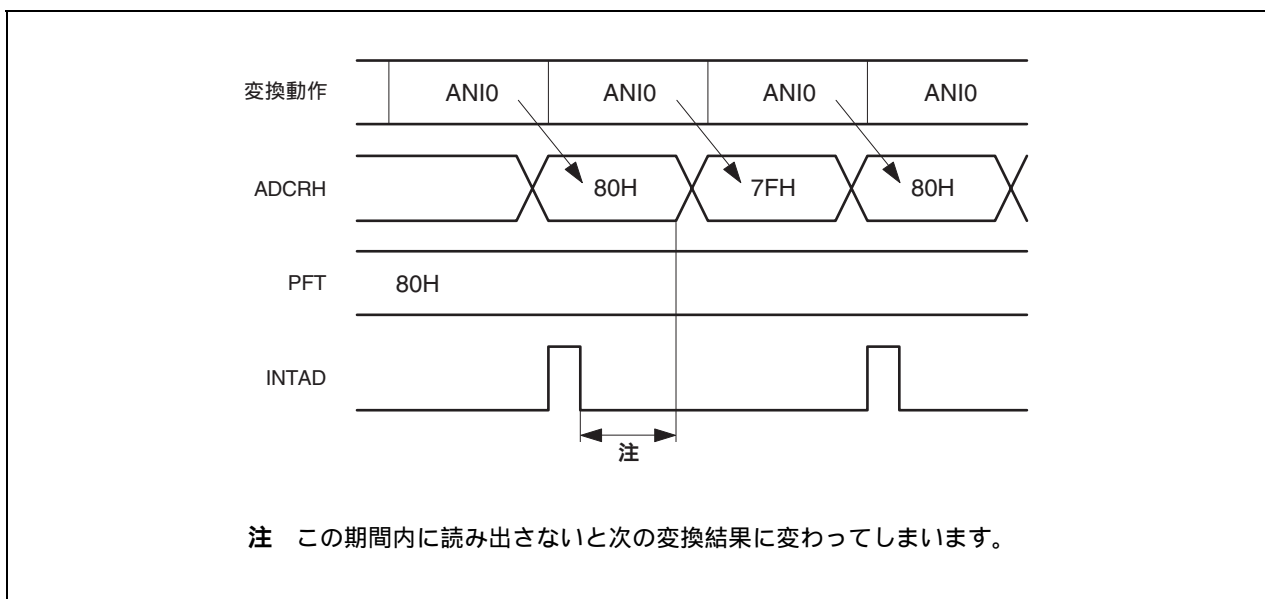 変換動作 ANI0 ANI0 ANI0 ANI0
ADCRH 80H 7FH 80H
PFT 80H
INTAD
注
注 この期間内に読み出さないと次の変換結果に変わってしまいます。